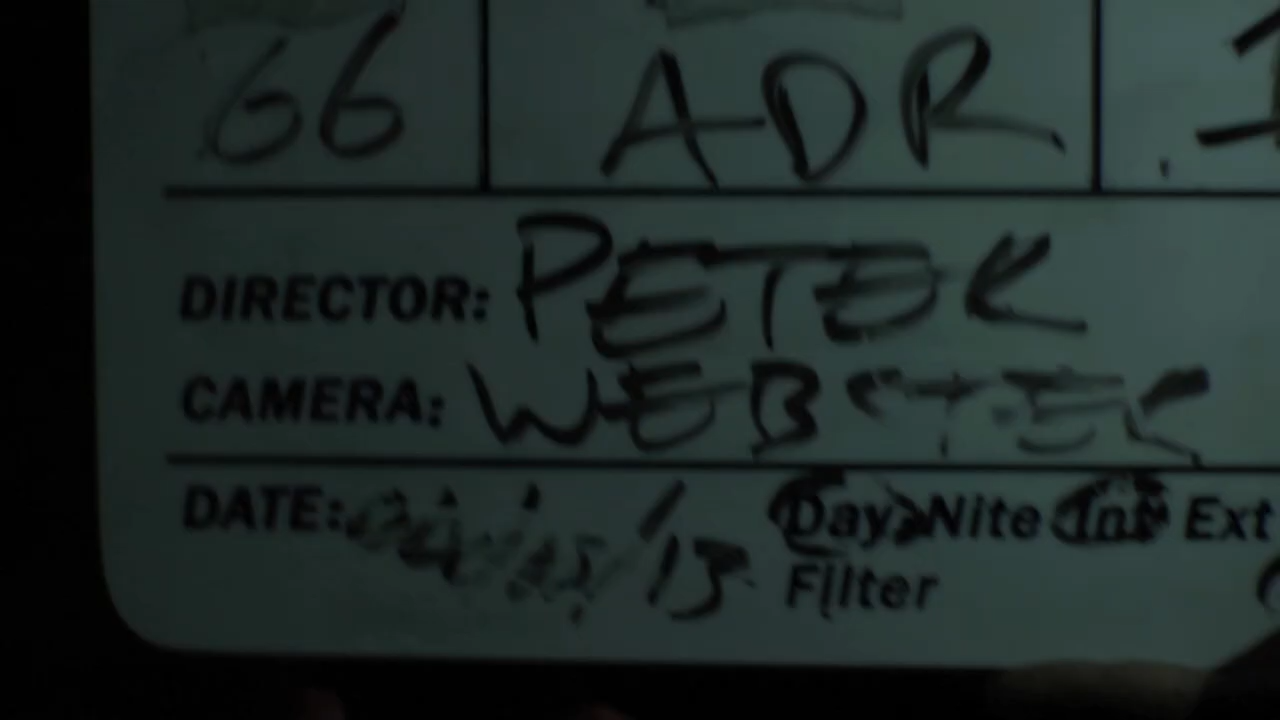 66 ADR
DIRECTOR: PETER
CAMERA: WEBSTER
DATE: /13 Day Nite Int Ext
Filter